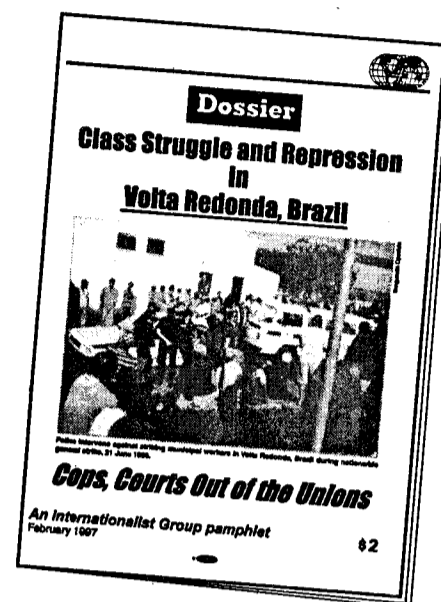 Dossier
Class Struggle and Repression
in
Volta Redonda, Brazil
Police intervene against striking municipal workers in Volta Redonda, Brazil during nationwide
general strike, 21 June 1996.
Cops, Courts Out of the Unions
An Internationalist Group pamphlet
February 1997
$2